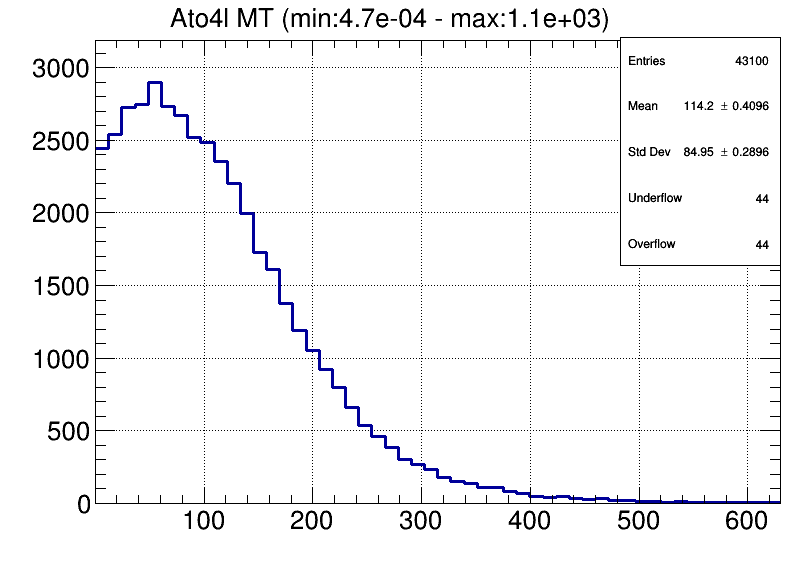 Ato4l MT (min:4.7e-04 - max:1.1e+03)
Entries 43100
Mean 114.2 ± 0.4096
Std Dev 84.95 ± 0.2896
Underflow 44
Overflow 44
3000
2500
2000
1500
1000
500
0
100 200 300 400 500 600